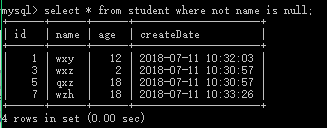 mysql> select * from student where not name is null;
+----+------+------+---------------------+
| id | name | age | createDate |
+----+------+------+---------------------+
| 1 | wxy | 12 | 2018-07-11 10:32:03 |
| 3 | wxz | 2 | 2018-07-11 10:30:57 |
| 5 | qxz | 18 | 2018-07-11 10:30:57 |
| 7 | wzh | 18 | 2018-07-11 10:33:26 |
+----+------+------+---------------------+
4 rows in set (0.00 sec)